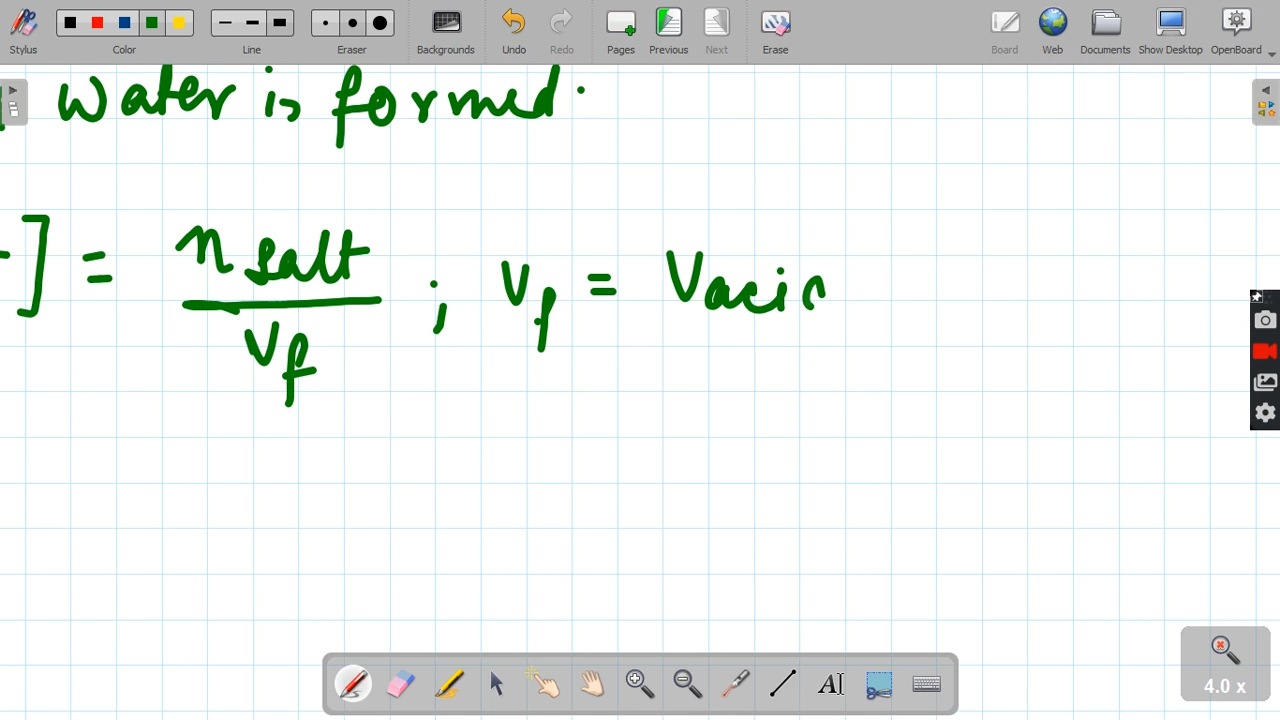 Stylus Color Line Eraser Backgrounds Undo Redo Pages Previous Next Erase Board Web Documents Show Desktop OpenBoard
water is formed.
] = n salt / Vf ; Vf = Vacic
4.0 x